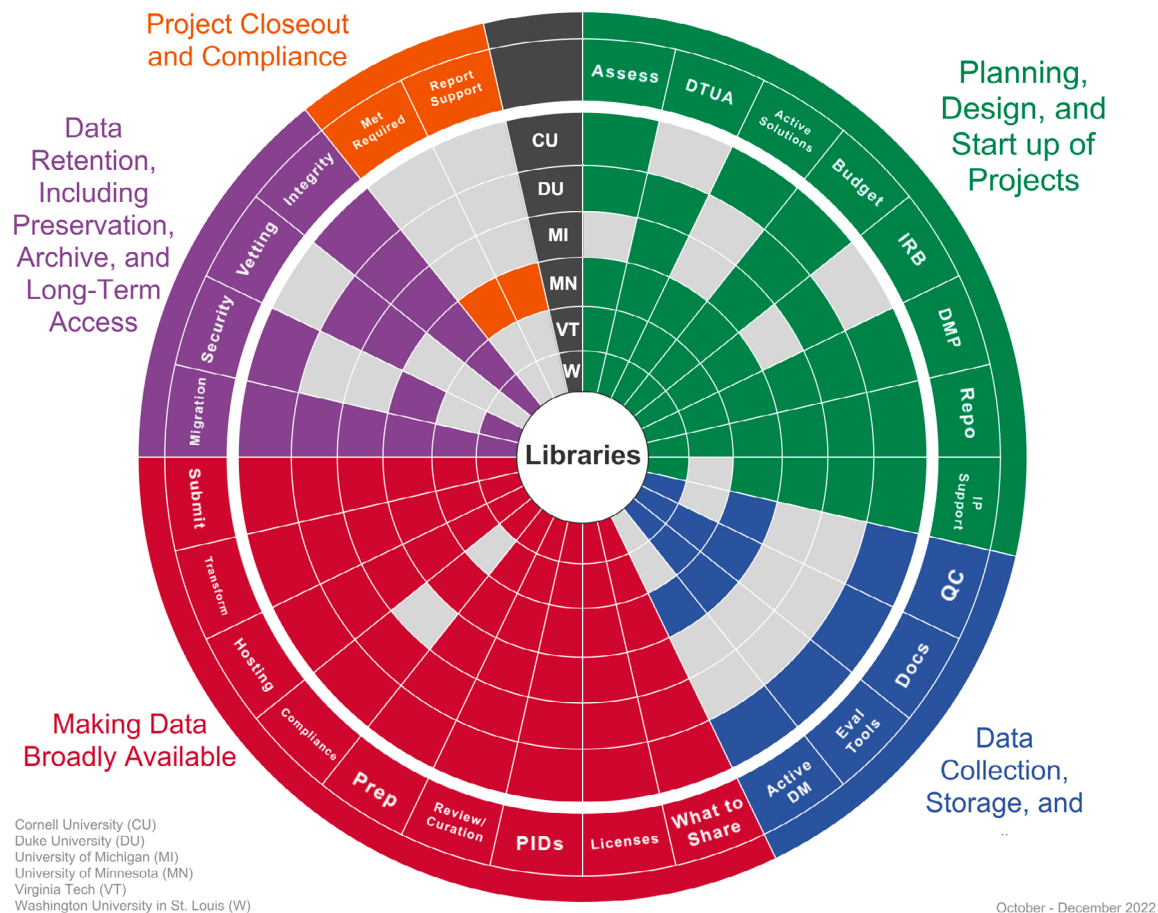 Project Closeout
and Compliance
Data
Retention,
Including
Preservation,
Archive, and
Long-Term
Access
Planning,
Design, and
Start up of
Projects
Assess
DTUA
Active
Solutions
Budget
IRB
DMP
Repo
IP
Support
QC
Docs
Eval
Tools
Active
DM
What to
Share
Licenses
PIDs
Review/
Curation
Prep
Compliance
Hosting
Transform
Submit
Migration
Security
Vetting
Integrity
Met
Required
Report
Support
CU
DU
MI
MN
VT
W
Libraries
Making Data
Broadly Available
Data
Collection,
Storage, and
..
Cornell University (CU)
Duke University (DU)
University of Michigan (MI)
University of Minnesota (MN)
Virginia Tech (VT)
Washington University in St. Louis (W)
October - December 2022